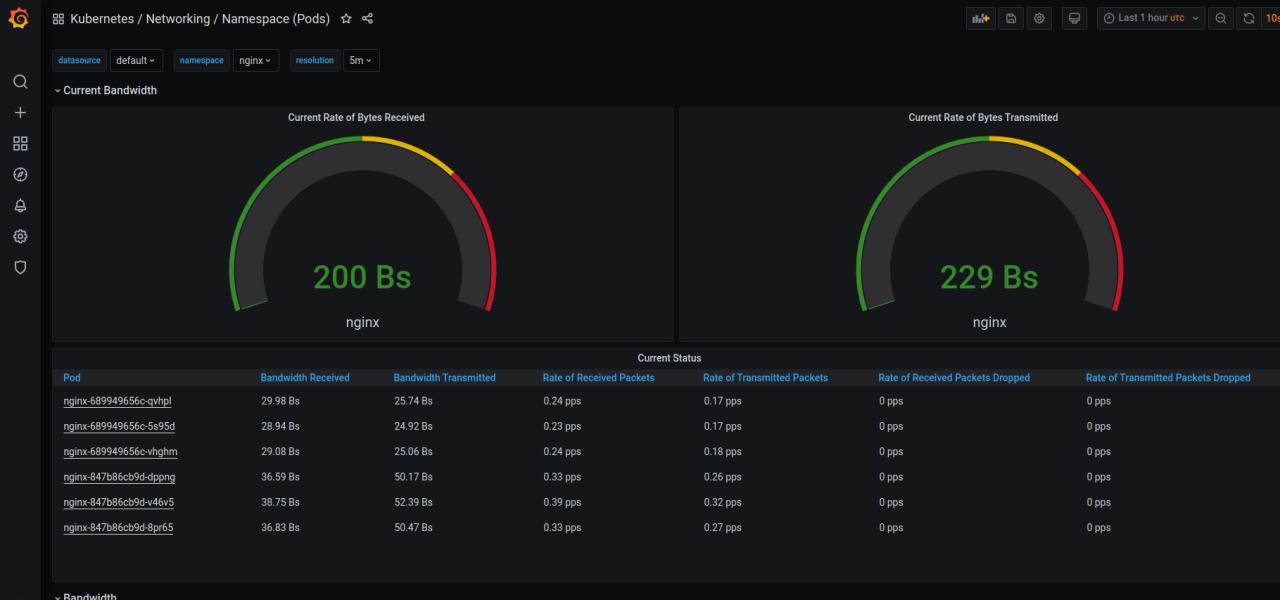 Kubernetes / Networking / Namespace (Pods)
Last 1 hour UTC
10s
datasource default namespace nginx resolution 5m
Current Bandwidth
Current Rate of Bytes Received
200 Bs
nginx
Current Rate of Bytes Transmitted
229 Bs
nginx
Current Status
Pod Bandwidth Received Bandwidth Transmitted Rate of Received Packets Rate of Transmitted Packets Rate of Received Packets Dropped Rate of Transmitted Packets Dropped
nginx-689949656c-qvhpl 29.98 Bs 25.74 Bs 0.24 pps 0.17 pps 0 pps 0 pps
nginx-689949656c-5s95d 28.94 Bs 24.92 Bs 0.23 pps 0.17 pps 0 pps 0 pps
nginx-689949656c-vhghm 29.08 Bs 25.06 Bs 0.24 pps 0.18 pps 0 pps 0 pps
nginx-847b86cb9d-dppng 36.59 Bs 50.17 Bs 0.33 pps 0.26 pps 0 pps 0 pps
nginx-847b86cb9d-v46v5 38.75 Bs 52.39 Bs 0.39 pps 0.32 pps 0 pps 0 pps
nginx-847b86cb9d-8pr65 36.83 Bs 50.47 Bs 0.33 pps 0.27 pps 0 pps 0 pps
Bandwidth